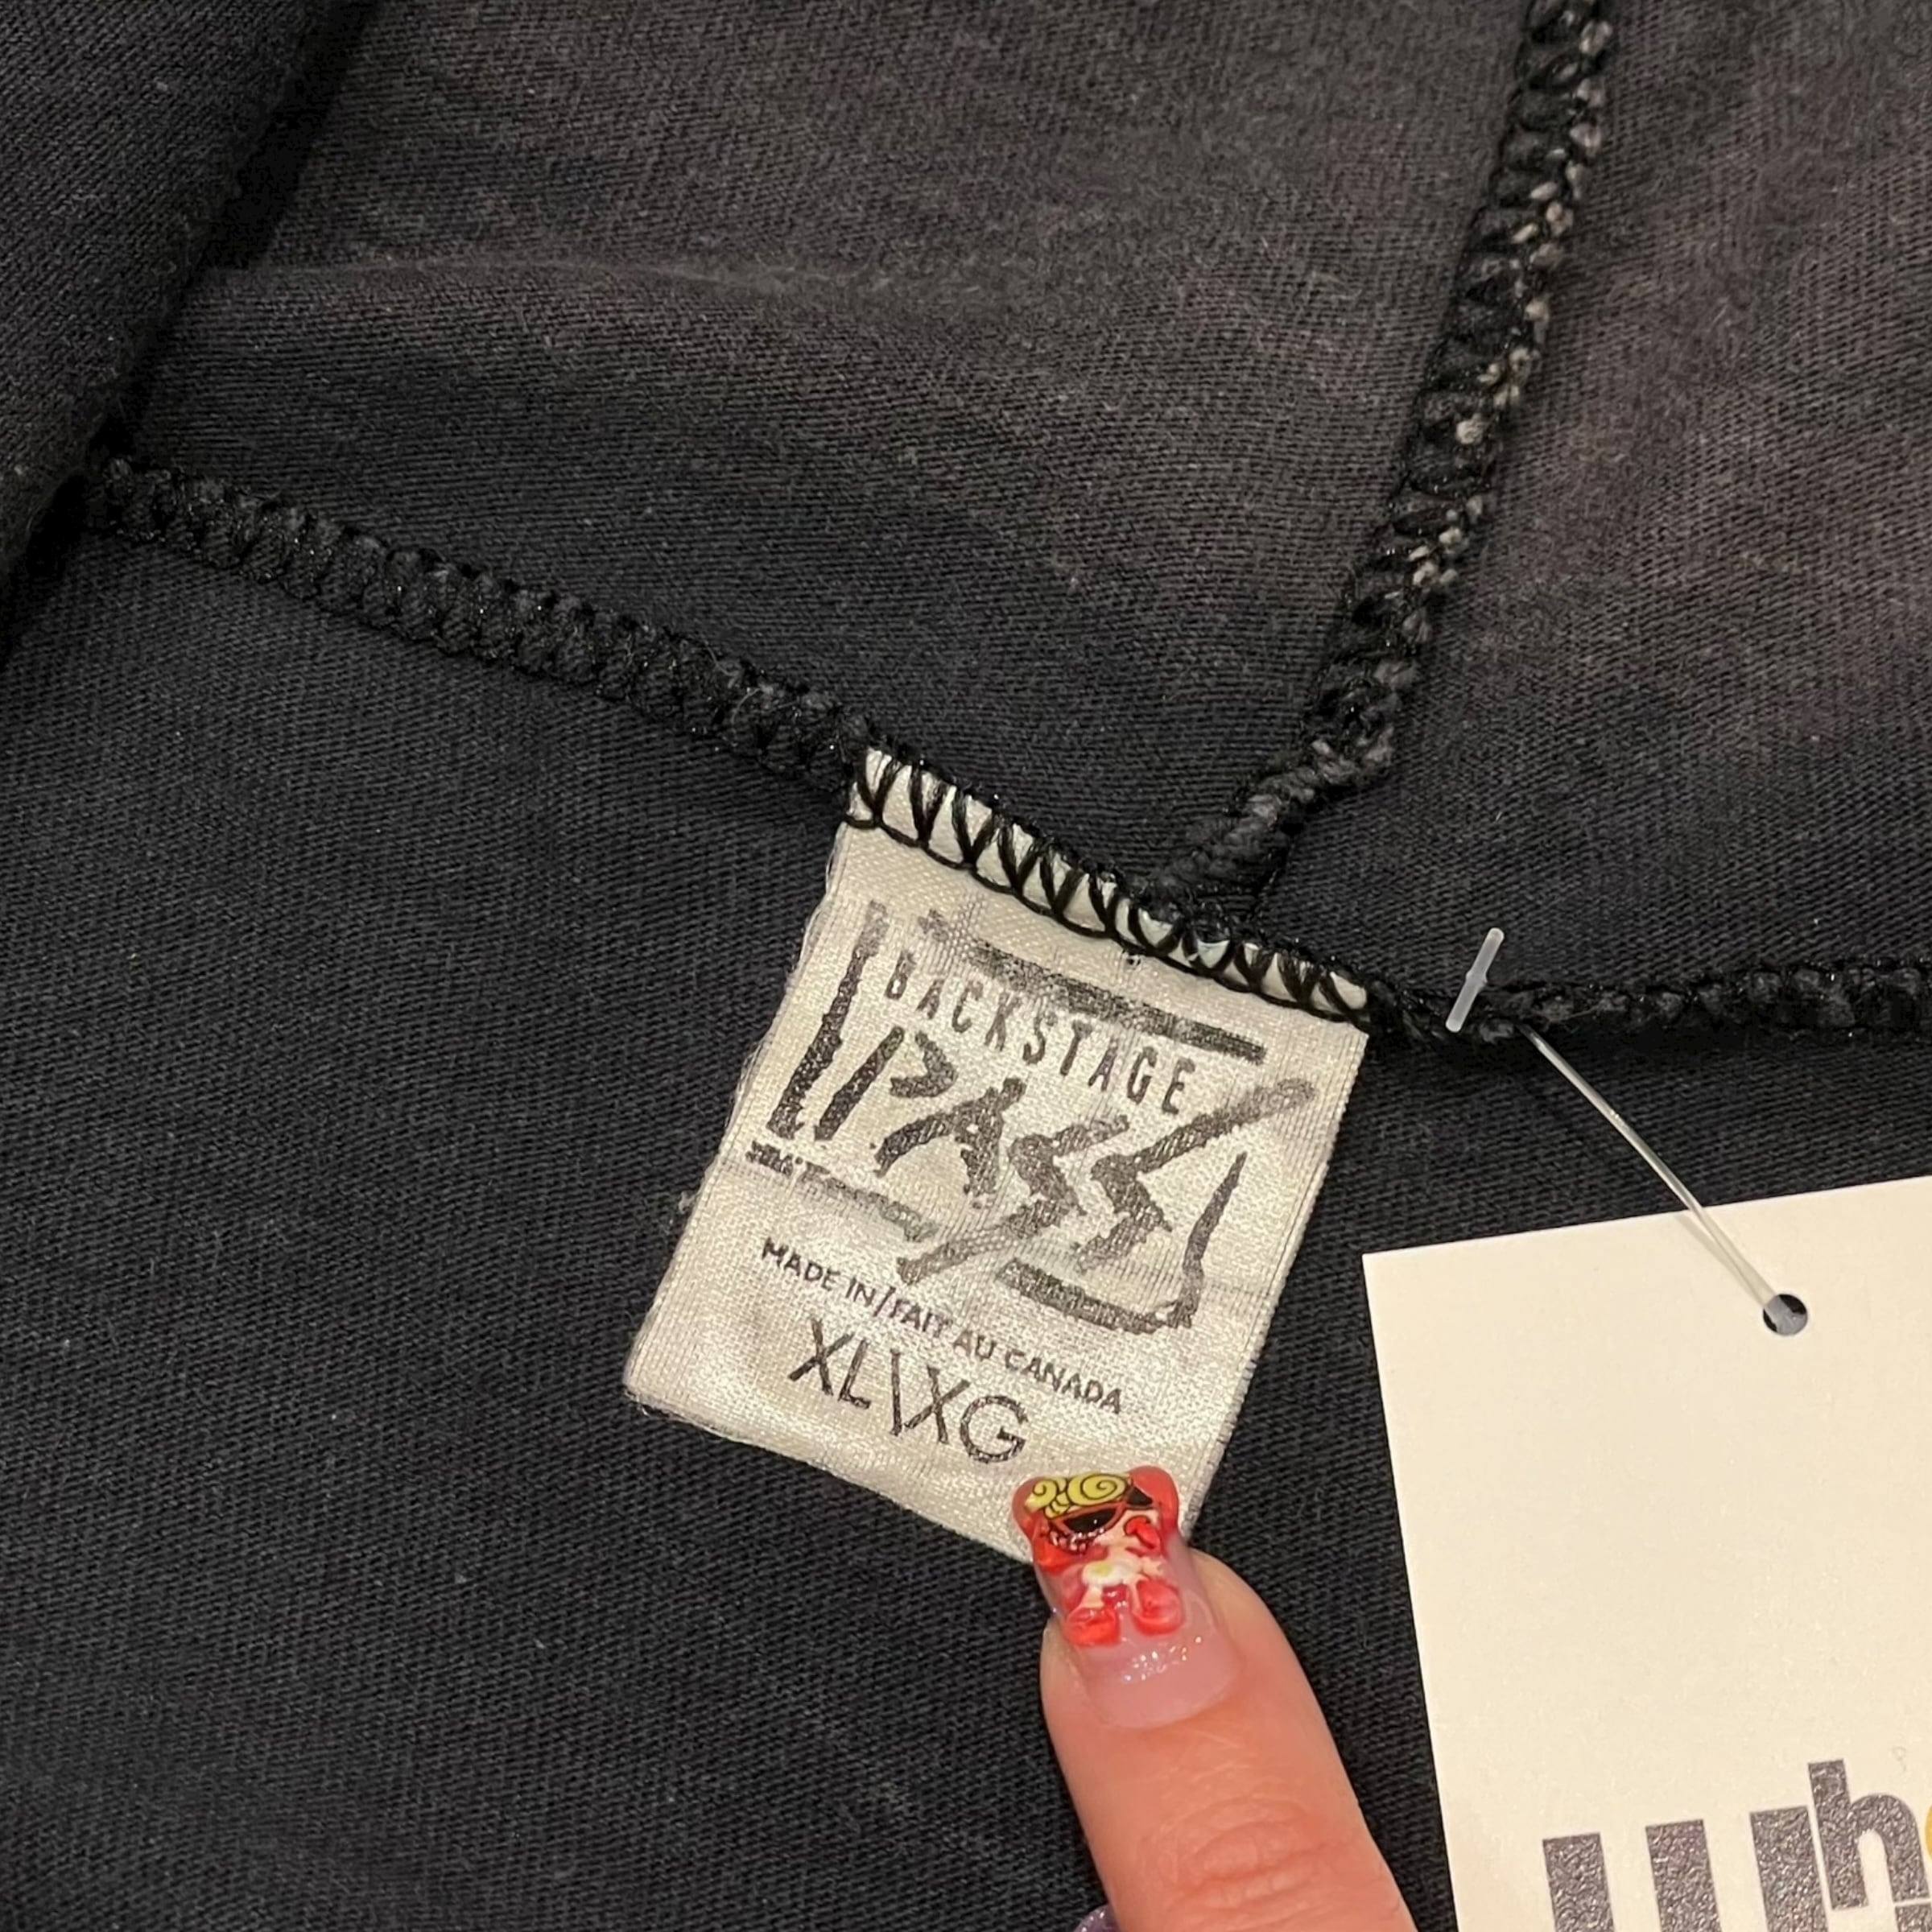 BACKSTAGE
PASS
MADE IN/FAIT AU CANADA
XL\XG